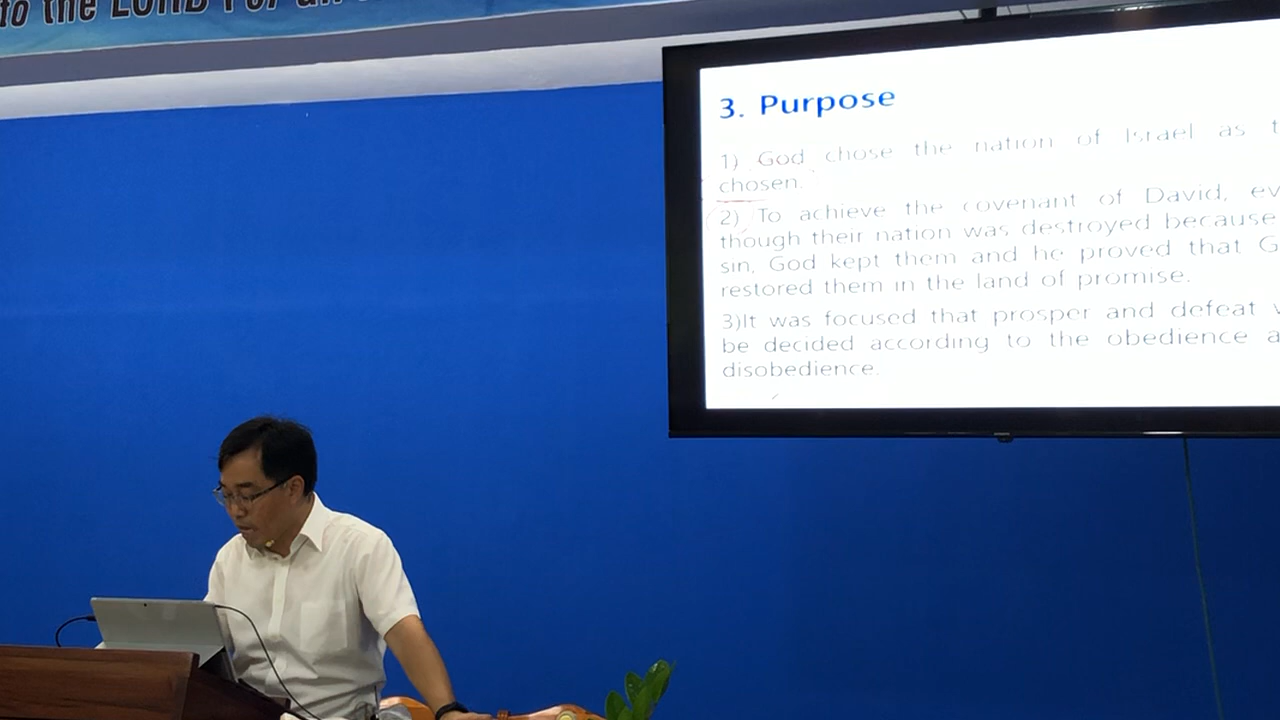 to the LORD For
3. Purpose
1) God chose the nation of Israel as
chosen.
2) To achieve the covenant of David,
though their nation was destroyed because
sin, God kept them and he proved that
restored them in the land of promise.
3)It was focused that prosper and defeat
be decided according to the obedience
disobedience.